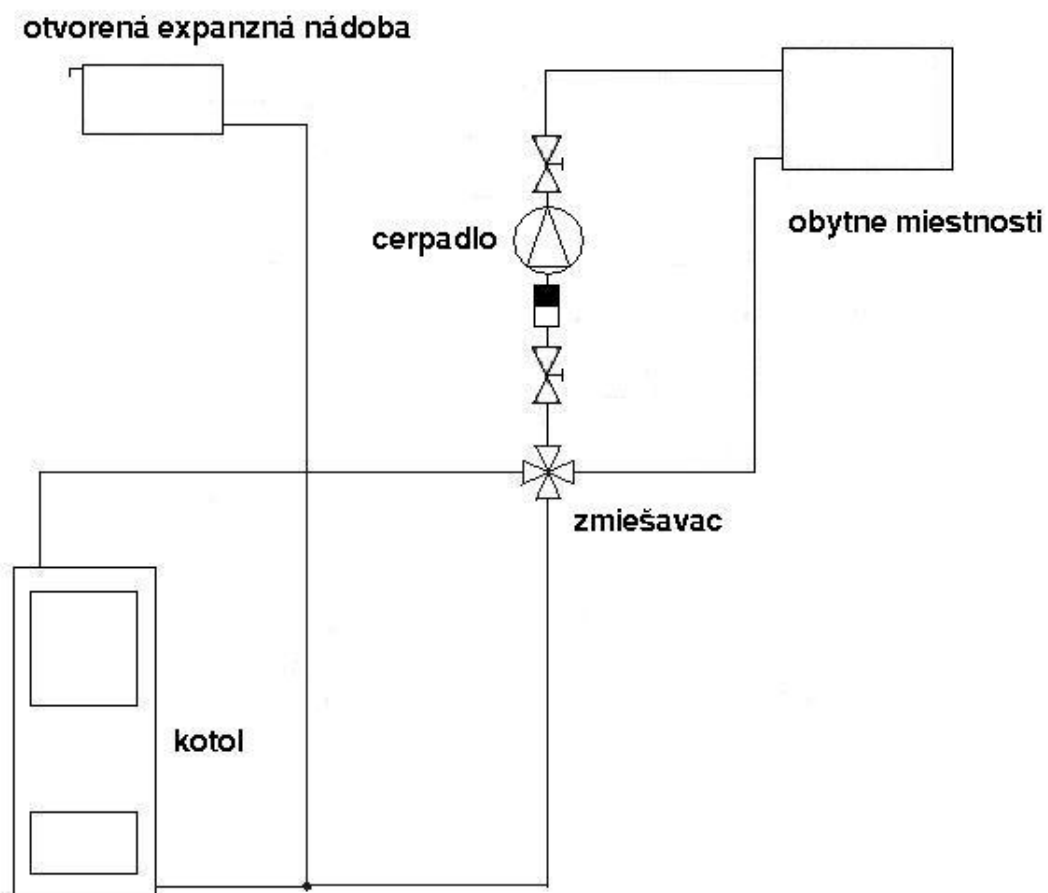 otvorená expanzná nádoba
cerpadlo
obytne miestnosti
zmiešavac
kotol